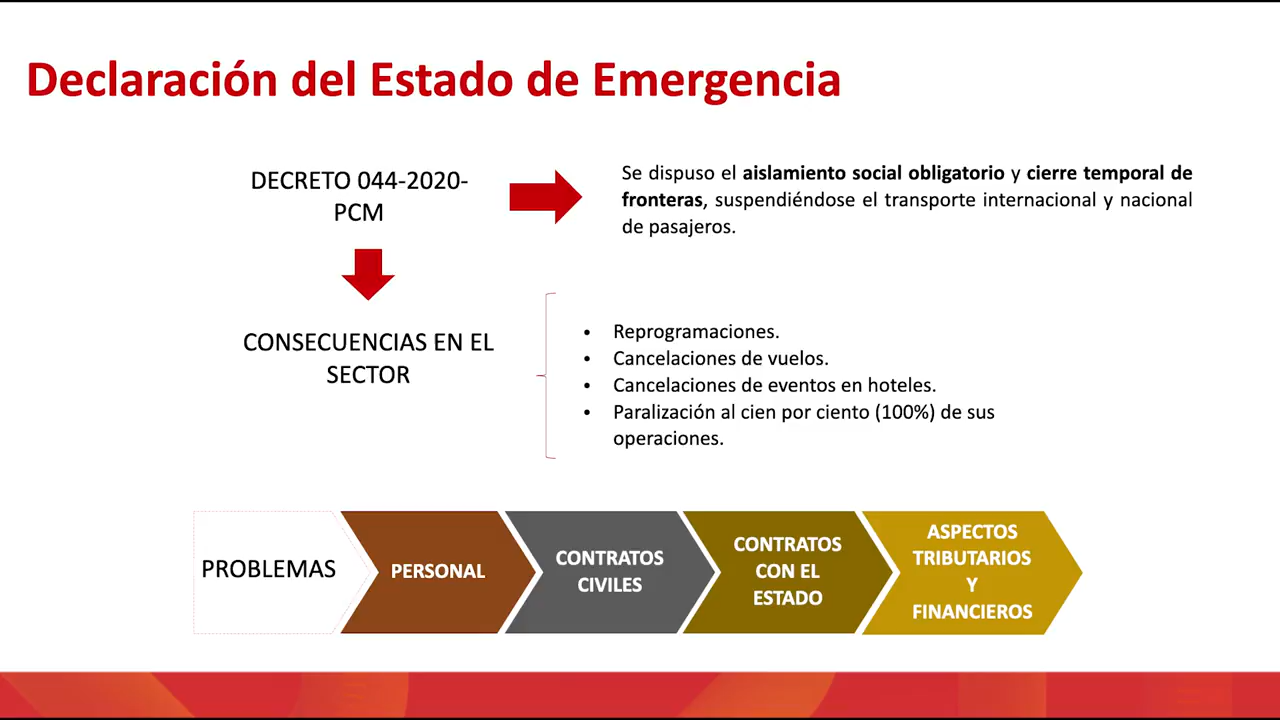 Declaración del Estado de Emergencia
DECRETO 044-2020-
PCM
Se dispuso el aislamiento social obligatorio y cierre temporal de
fronteras, suspendiéndose el transporte internacional y nacional
de pasajeros.
CONSECUENCIAS EN EL
SECTOR
• Reprogramaciones.
• Cancelaciones de vuelos.
• Cancelaciones de eventos en hoteles.
• Paralización al cien por ciento (100%) de sus
operaciones.
PROBLEMAS
PERSONAL
CONTRATOS
CIVILES
CONTRATOS
CON EL
ESTADO
ASPECTOS
TRIBUTARIOS
Y
FINANCIEROS